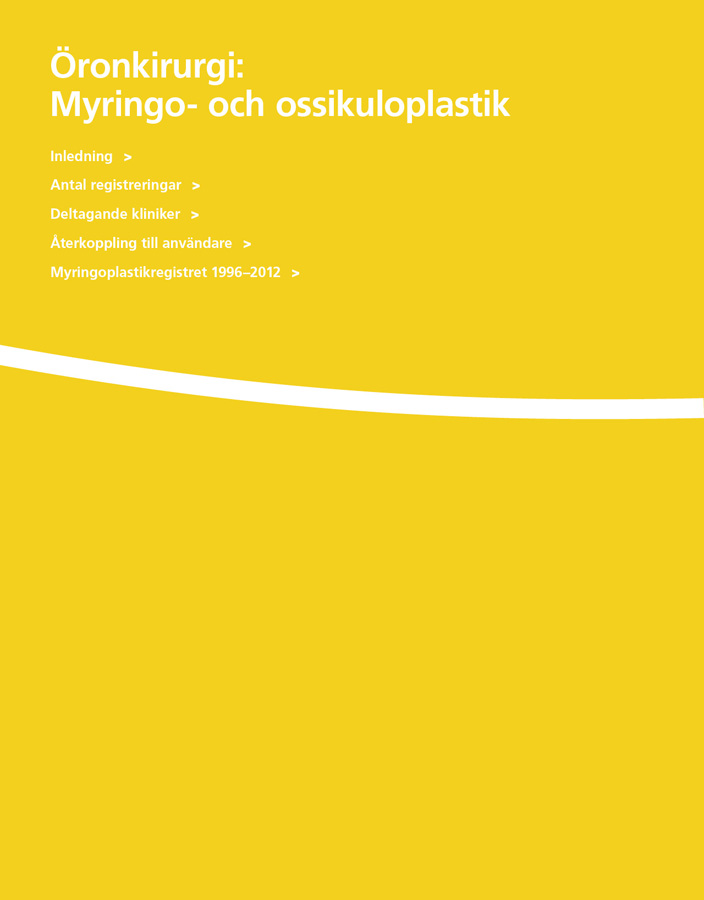 Öronkirurgi:
Myringo- och ossikuloplastik
Inledning >
Antal registreringar >
Deltagande kliniker >
Återkoppling till användare >
Myringoplastikregistret 1996–2012 >